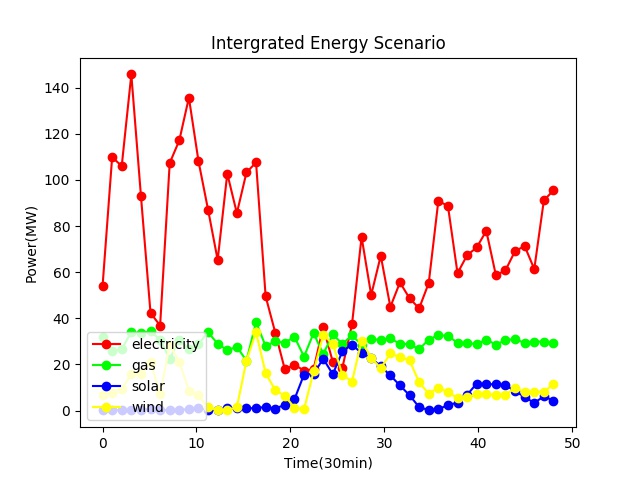 Intergrated Energy Scenario
Power(MW)
140
120
100
80
60
40
20
0
electricity
gas
solar
wind
0 10 20 30 40 50
Time(30min)